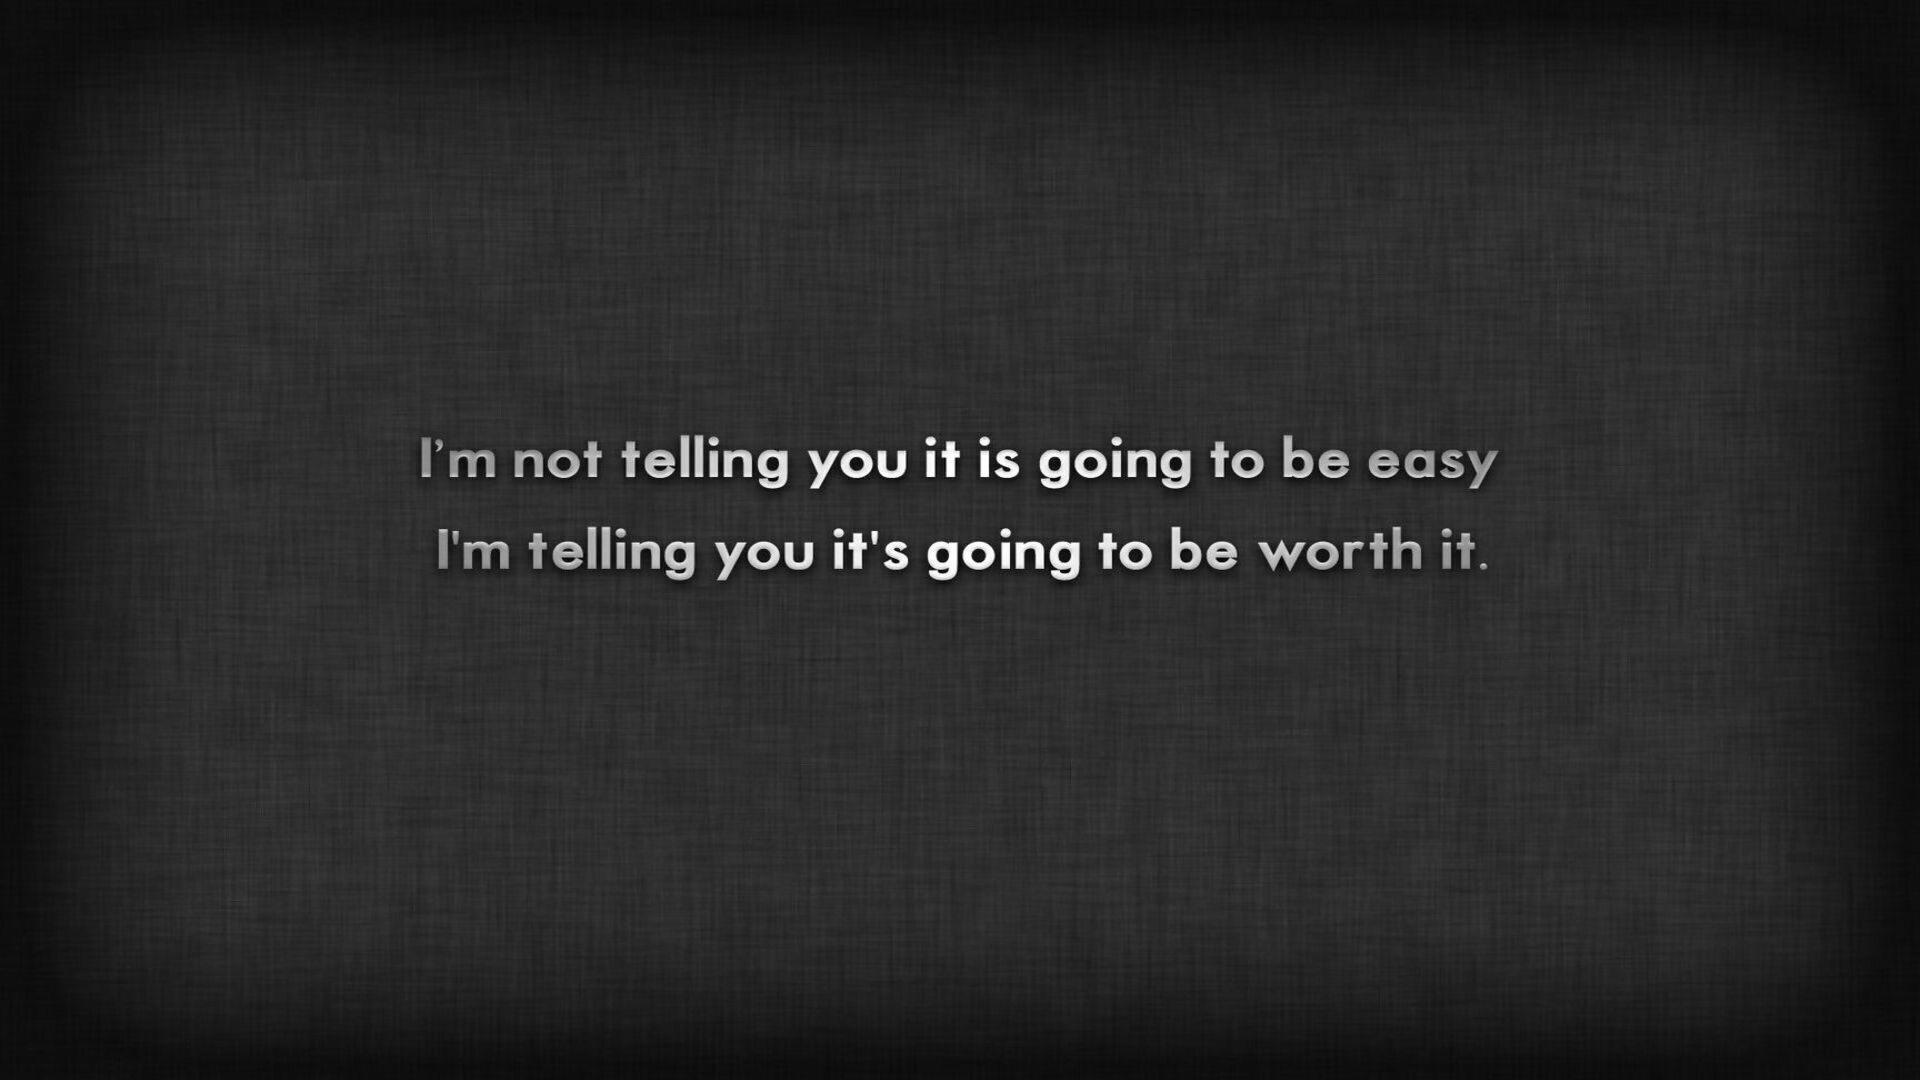 I’m not telling you it is going to be easy
I'm telling you it's going to be worth it.